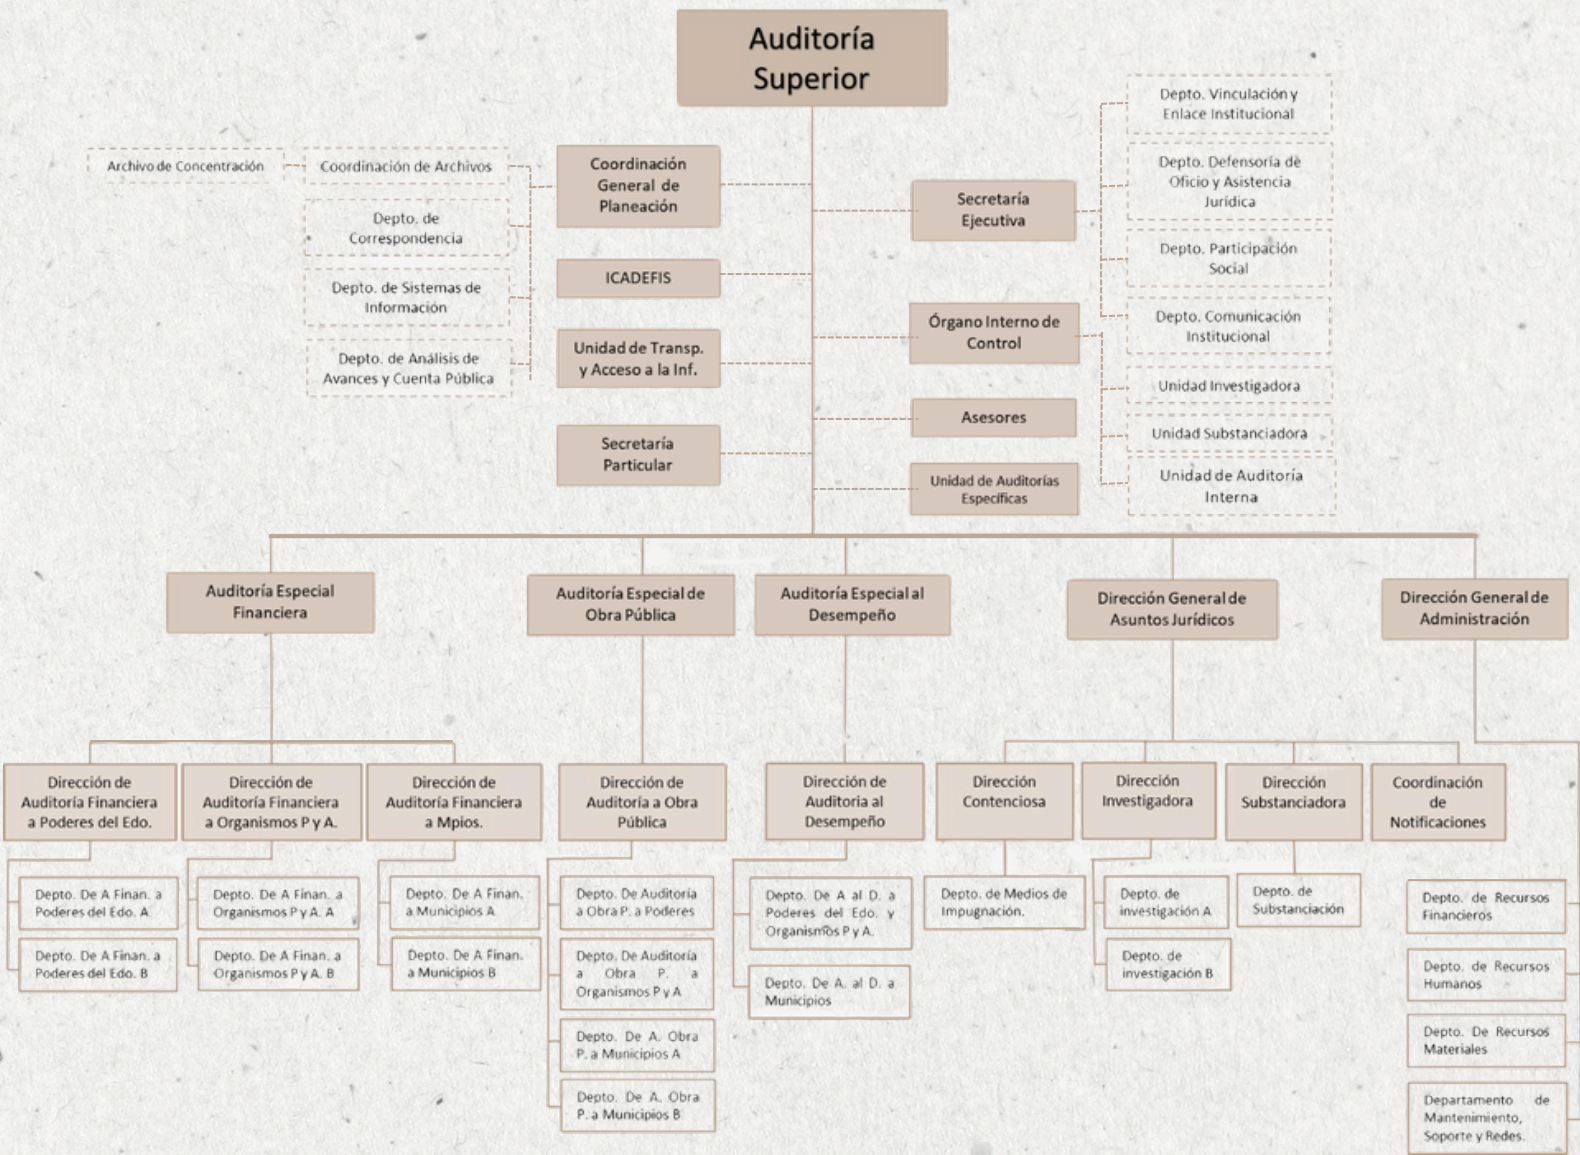 Auditoría
Superior
Archivo de Concentración
Coordinación de Archivos
Depto. de
Correspondencia
Depto. de Sistemas de
Información
Depto. de Análisis de
Avances y Cuenta Pública
Coordinación
General de
Planeación
ICADEFIS
Unidad de Transp.
y Acceso a la Inf.
Secretaría
Particular
Secretaría
Ejecutiva
Órgano Interno de
Control
Asesores
Unidad de Auditorías
Específicas
Depto. Vinculación y
Enlace Institucional
Depto. Defensoría de
Oficio y Asistencia
Jurídica
Depto. Participación
Social
Depto. Comunicación
Institucional
Unidad Investigadora
Unidad Substanciadora
Unidad de Auditoría
Interna
Auditoría Especial
Financiera
Auditoría Especial de
Obra Pública
Auditoría Especial al
Desempeño
Dirección General de
Asuntos Jurídicos
Dirección General de
Administración
Dirección de
Auditoría Financiera
a Poderes del Edo.
Dirección de
Auditoría Financiera
a Organismos P y A.
Dirección de
Auditoría Financiera
a Mpios.
Dirección de
Auditoría a Obra
Pública
Dirección de
Auditoria al
Desempeño
Dirección
Contenciosa
Dirección
Investigadora
Dirección
Substanciadora
Coordinación
de
Notificaciones
Depto. De A Finan. a
Poderes del Edo. A
Depto. De A Finan. a
Poderes del Edo. B
Depto. De A Finan. a
Organismos P y A. A
Depto. De A Finan. a
Organismos P y A. B
Depto. De A Finan.
a Municipios A
Depto. De A Finan.
a Municipios B
Depto. De Auditoría
a Obra P. a Poderes
Depto. De Auditoría
a Obra P. a
Organismos P y A
Depto. De A. Obra
P. a Municipios A
Depto. De A. Obra
P. a Municipios B
Depto. De A al D. a
Poderes del Edo. y
Organismos P y A.
Depto. De A. al D. a
Municipios
Depto. de Medios de
Impugnación.
Depto. de
investigación A
Depto. de
investigación B
Depto. de
Substanciación
Depto. de Recursos
Financieros
Depto. de Recursos
Humanos
Depto. De Recursos
Materiales
Departamento de
Mantenimiento,
Soporte y Redes.